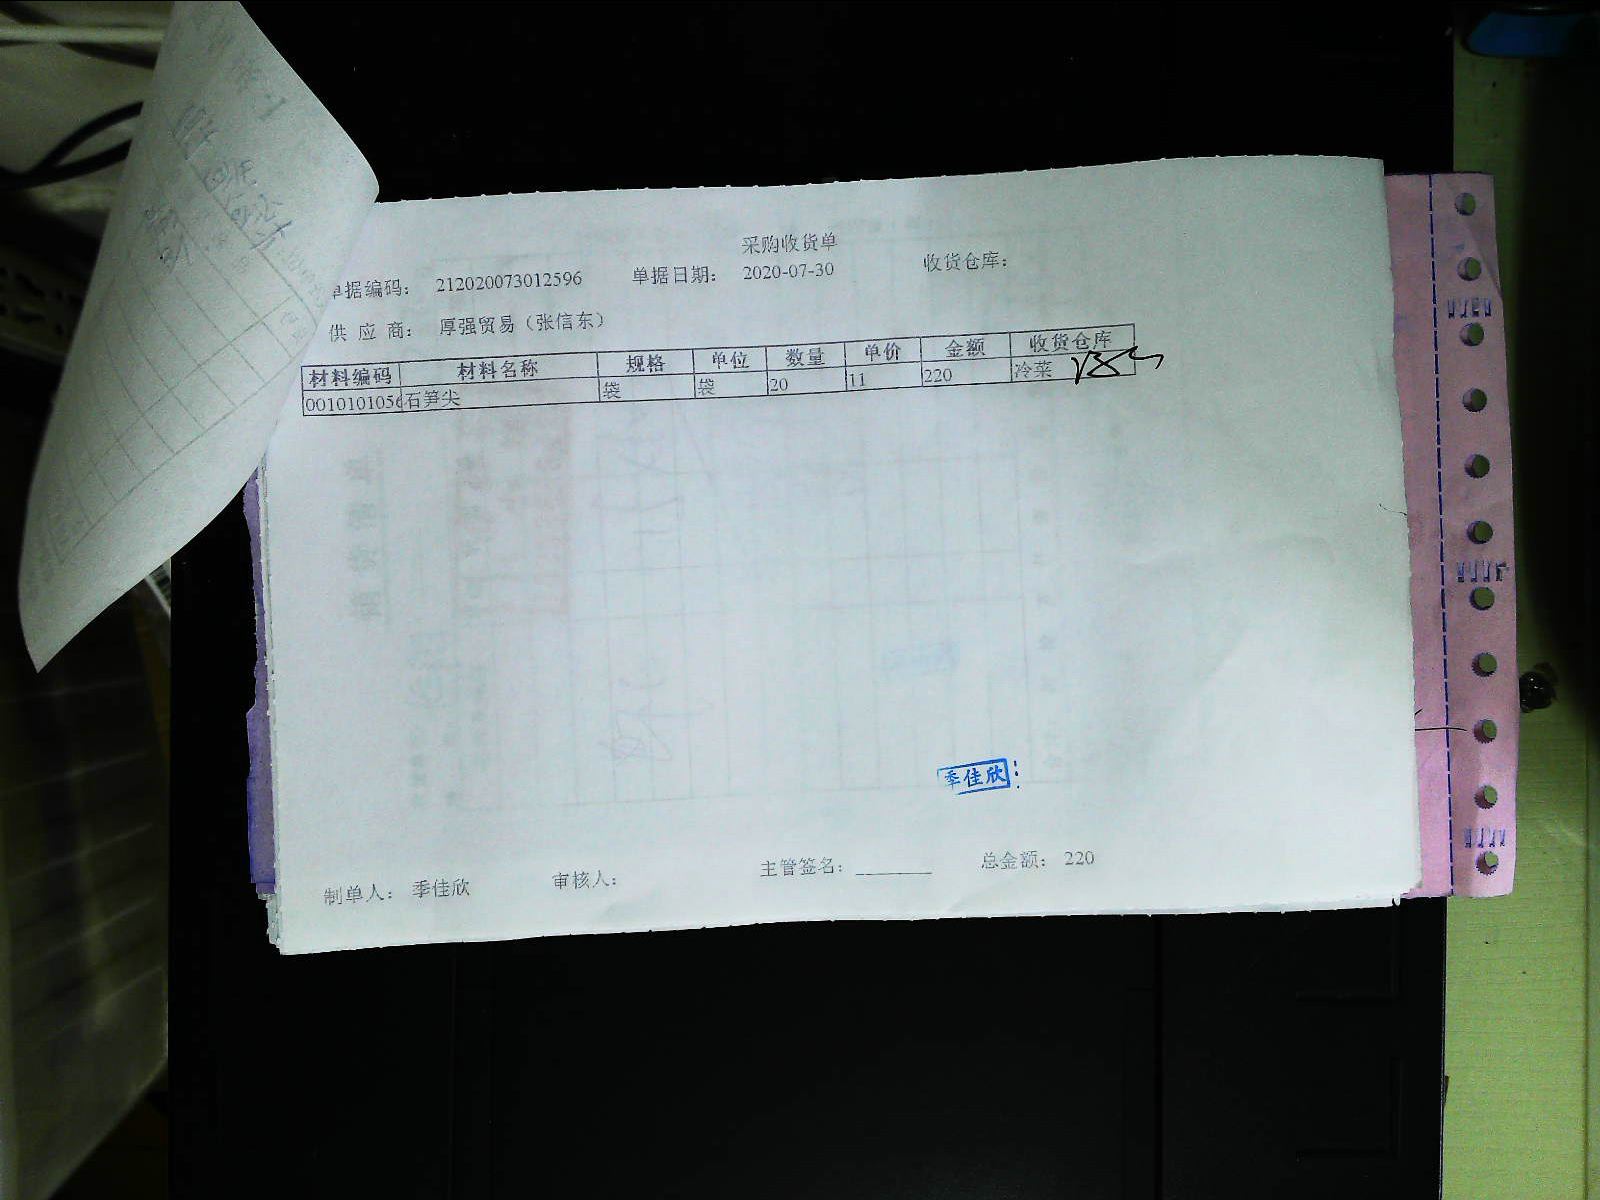 采购收货单
单据编码： 212020073012596 单据日期： 2020-07-30 收货仓库：
供 应 商： 厚强贸易（张信东）
材料编码 材料名称 规格 单位 数量 单价 金额 收货仓库
0010101056 石笋尖 袋 袋 20 11 220 冷菜
季佳欣
制单人： 季佳欣 审核人： 主管签名：______ 总金额： 220